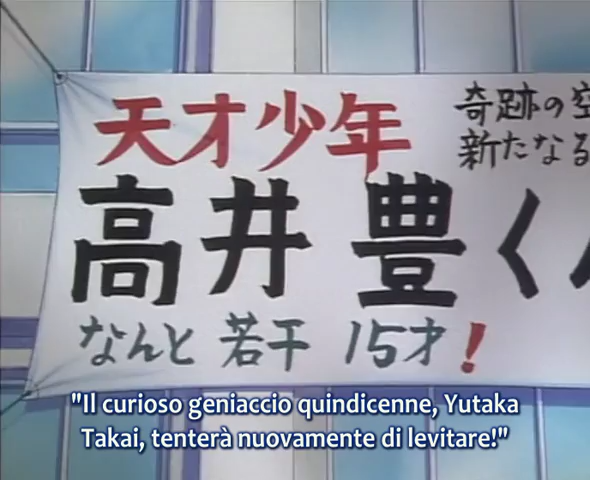 天才少年
奇跡の空
新たなる
高井豊くん
なんと 若干 15才!
"Il curioso geniaccio quindicenne, Yutaka
Takai, tenterà nuovamente di levitare!"